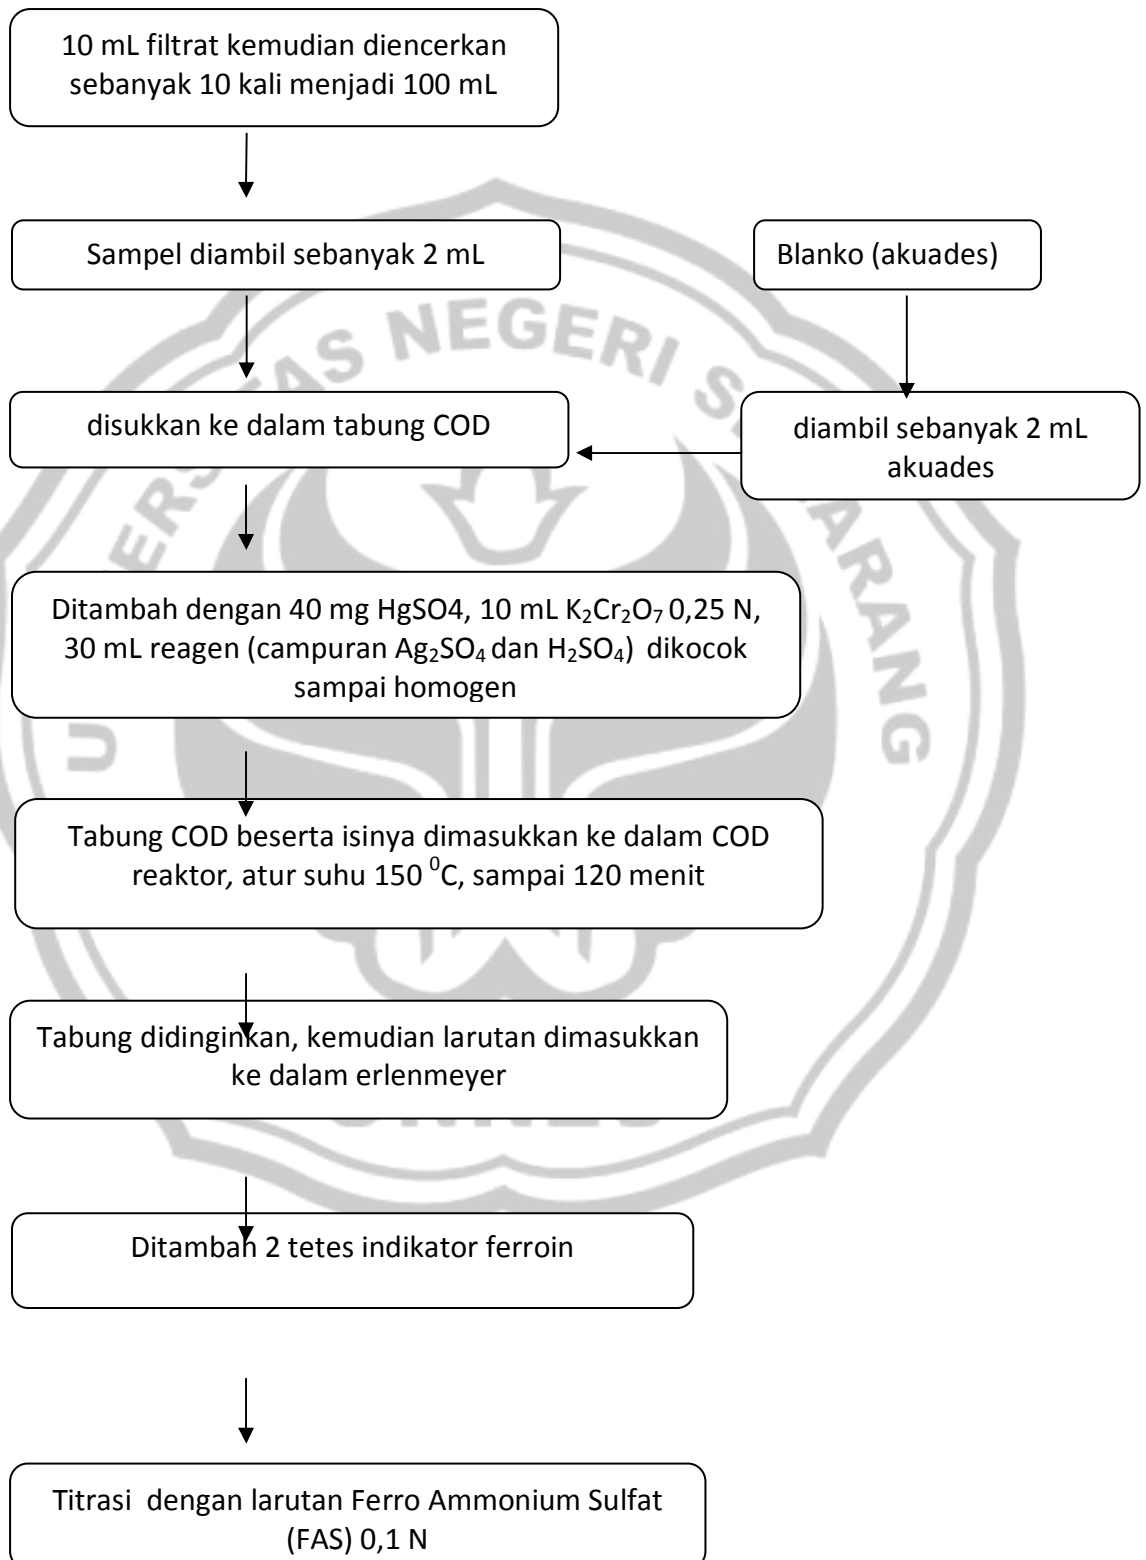 10 mL filtrat kemudian diencerkan
sebanyak 10 kali menjadi 100 mL
Sampel diambil sebanyak 2 mL
Blanko (akuades)
disukkan ke dalam tabung COD
diambil sebanyak 2 mL
akuades
Ditambah dengan 40 mg HgSO4, 10 mL K₂Cr₂O₇ 0,25 N,
30 mL reagen (campuran Ag₂SO₄ dan H₂SO₄) dikocok
sampai homogen
Tabung COD beserta isinya dimasukkan ke dalam COD
reaktor, atur suhu 150 ⁰C, sampai 120 menit
Tabung didinginkan, kemudian larutan dimasukkan
ke dalam erlenmeyer
Ditambah 2 tetes indikator ferroin
Titrasi dengan larutan Ferro Ammonium Sulfat
(FAS) 0,1 N
NEGERI